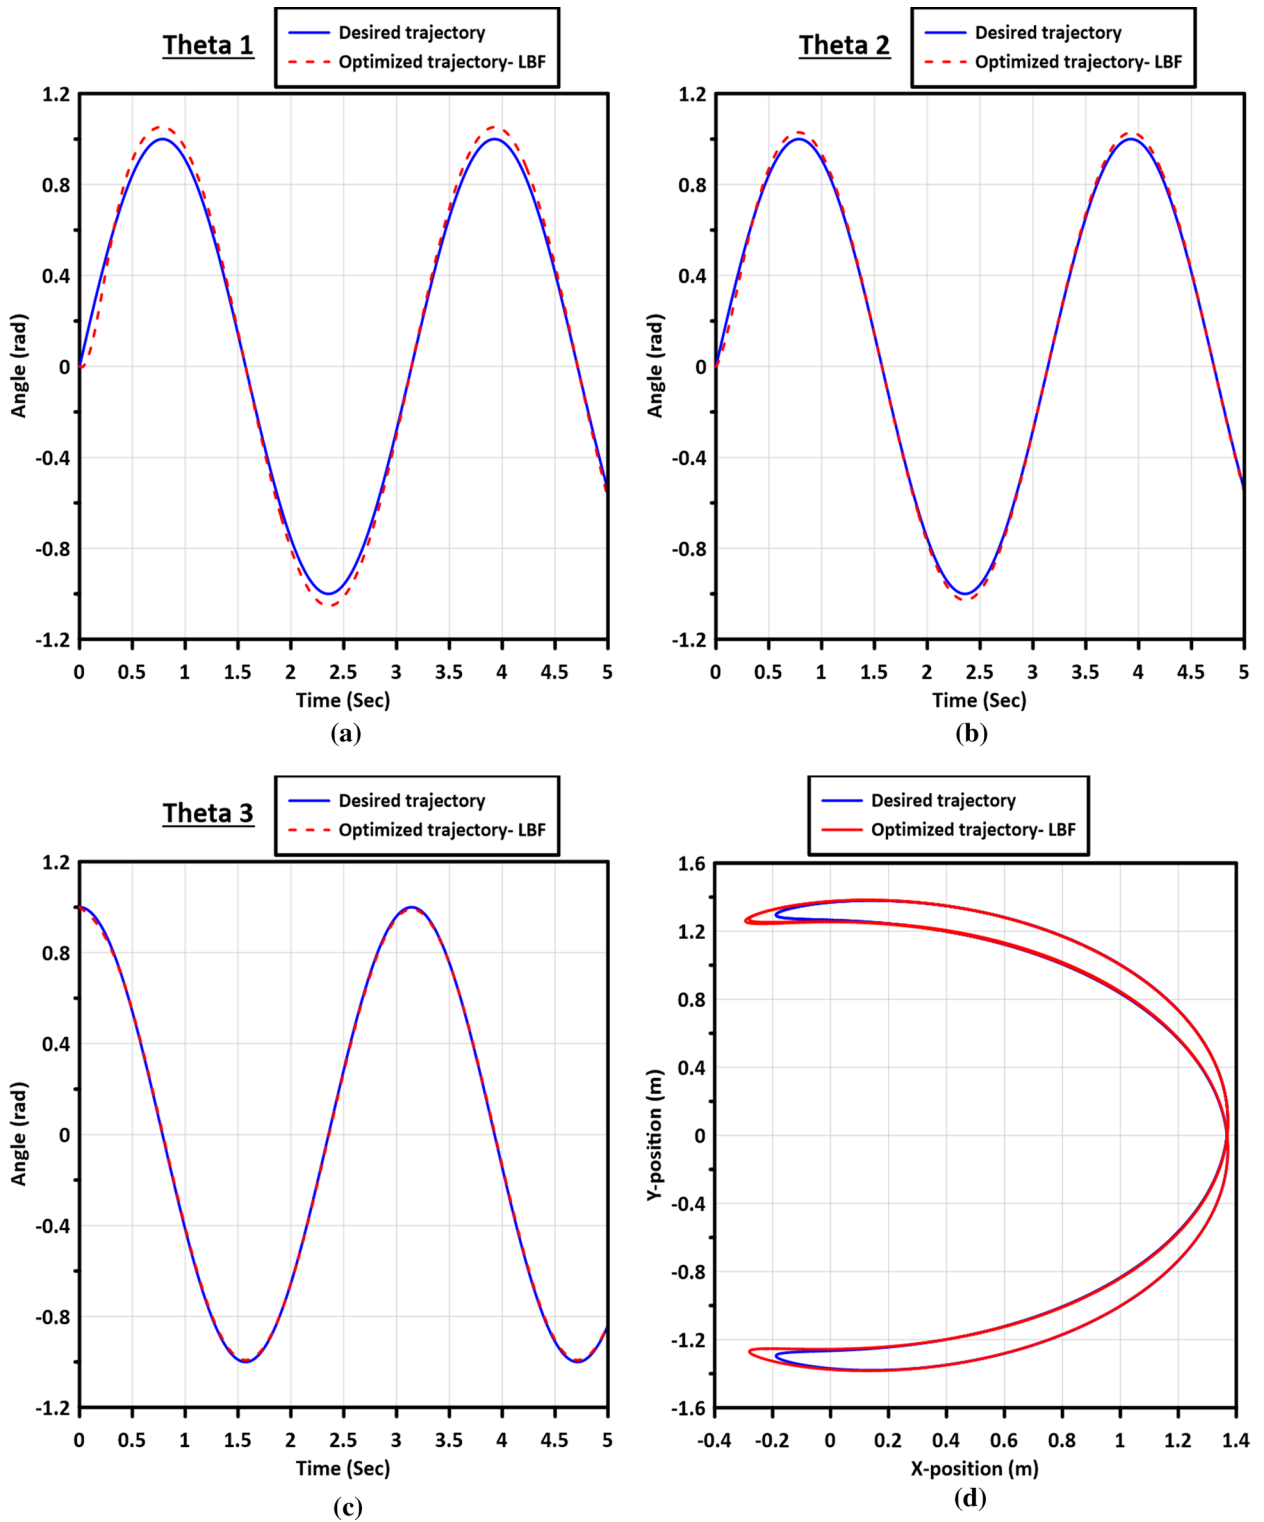 Theta 1
Desired trajectory
Optimized trajectory- LBF
1.2
0.8
0.4
0
-0.4
-0.8
-1.2
Angle (rad)
0 0.5 1 1.5 2 2.5 3 3.5 4 4.5 5
Time (Sec)
(a)
Theta 2
Desired trajectory
Optimized trajectory- LBF
1.2
0.8
0.4
0
-0.4
-0.8
-1.2
Angle (rad)
0 0.5 1 1.5 2 2.5 3 3.5 4 4.5 5
Time (Sec)
(b)
Theta 3
Desired trajectory
Optimized trajectory- LBF
1.2
0.8
0.4
0
-0.4
-0.8
-1.2
Angle (rad)
0 0.5 1 1.5 2 2.5 3 3.5 4 4.5 5
Time (Sec)
(c)
Desired trajectory
Optimized trajectory- LBF
1.6
1.2
0.8
0.4
0
-0.4
-0.8
-1.2
-1.6
Y-position (m)
-0.4 -0.2 0 0.2 0.4 0.6 0.8 1 1.2 1.4
X-position (m)
(d)